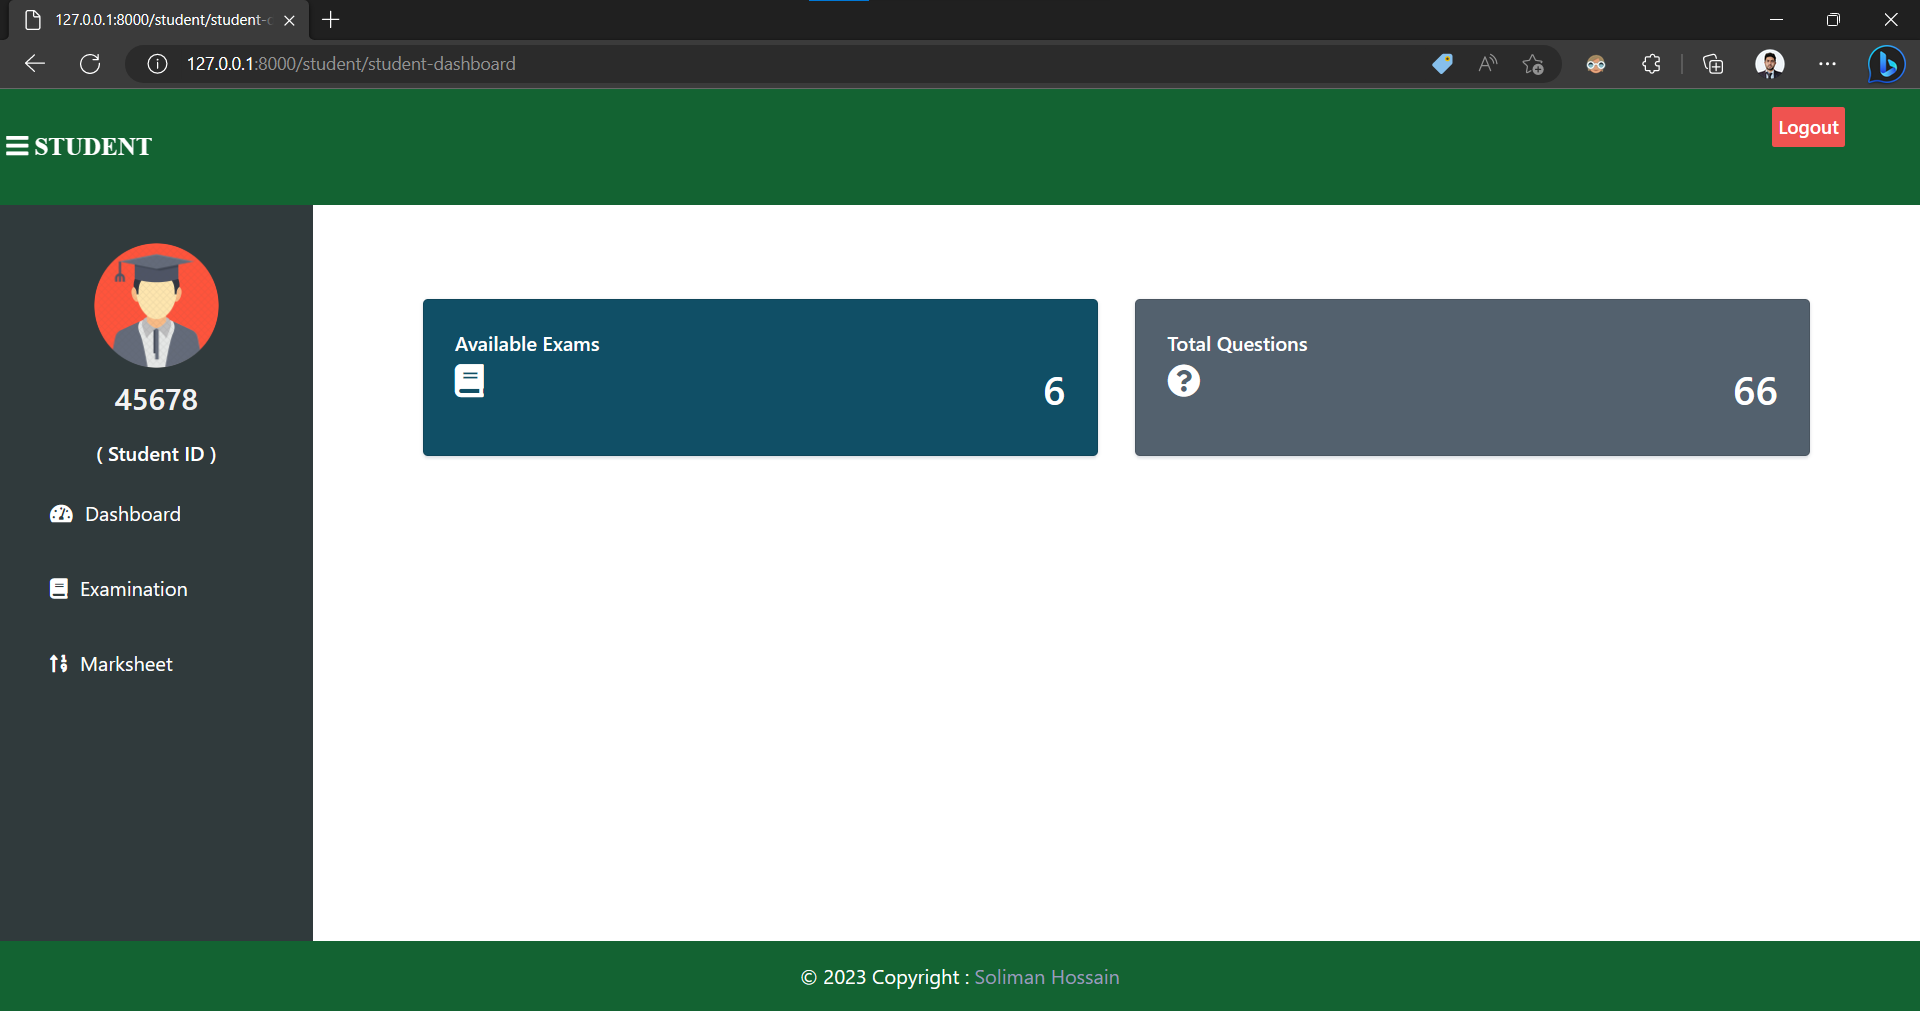 127.0.0.1:8000/student/student-
127.0.0.1:8000/student/student-dashboard
STUDENT
Logout
45678
( Student ID )
Dashboard
Examination
Marksheet
Available Exams
6
Total Questions
66
© 2023 Copyright : Soliman Hossain